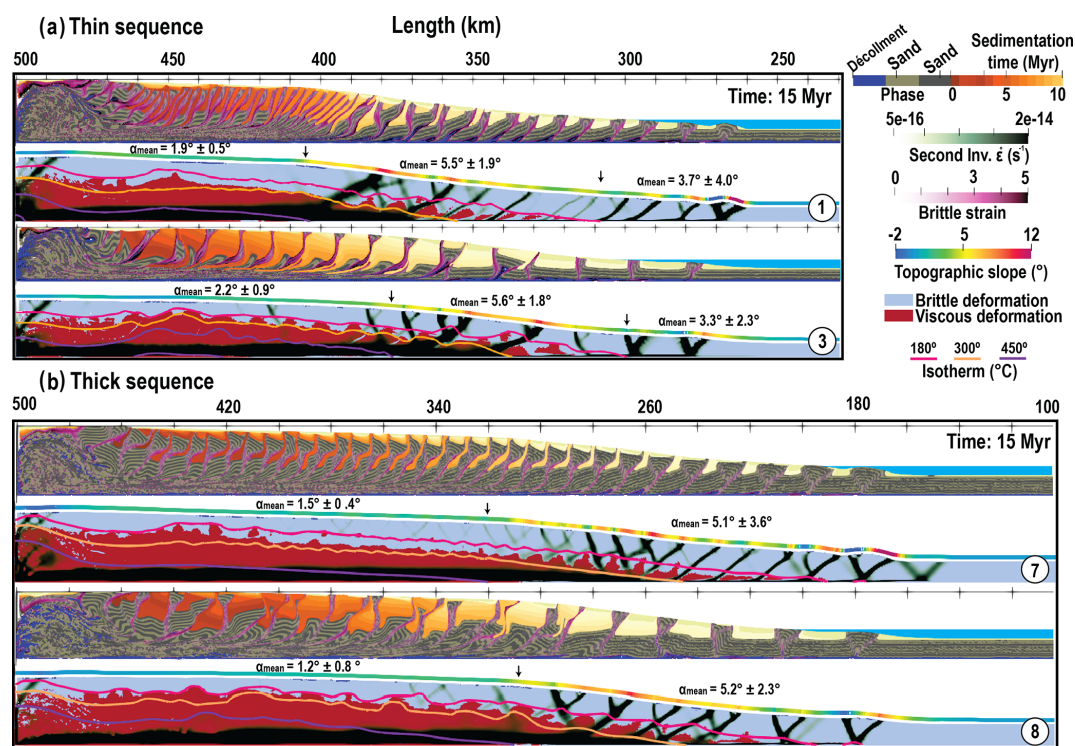 (a) Thin sequence
Length (km)
500 450 400 350 300 250
Time: 15 Myr
αmean = 1.9° ± 0.5°
αmean = 5.5° ± 1.9°
αmean = 3.7° ± 4.0°
1
αmean = 2.2° ± 0.9°
αmean = 5.6° ± 1.8°
αmean = 3.3° ± 2.3°
3
Décollment
Sand
Sand
Sedimentation
time (Myr)
Phase 0 5 10
5e-16 2e-14
Second Inv. ε̇ (s⁻¹)
0 3 5
Brittle strain
-2 5 12
Topographic slope (°)
Brittle deformation
Viscous deformation
180º 300º 450º
Isotherm (°C)
(b) Thick sequence
500 420 340 260 180 100
Time: 15 Myr
αmean = 1.5° ± 0 .4°
αmean = 5.1° ± 3.6°
7
αmean = 1.2° ± 0.8 °
αmean = 5.2° ± 2.3°
8